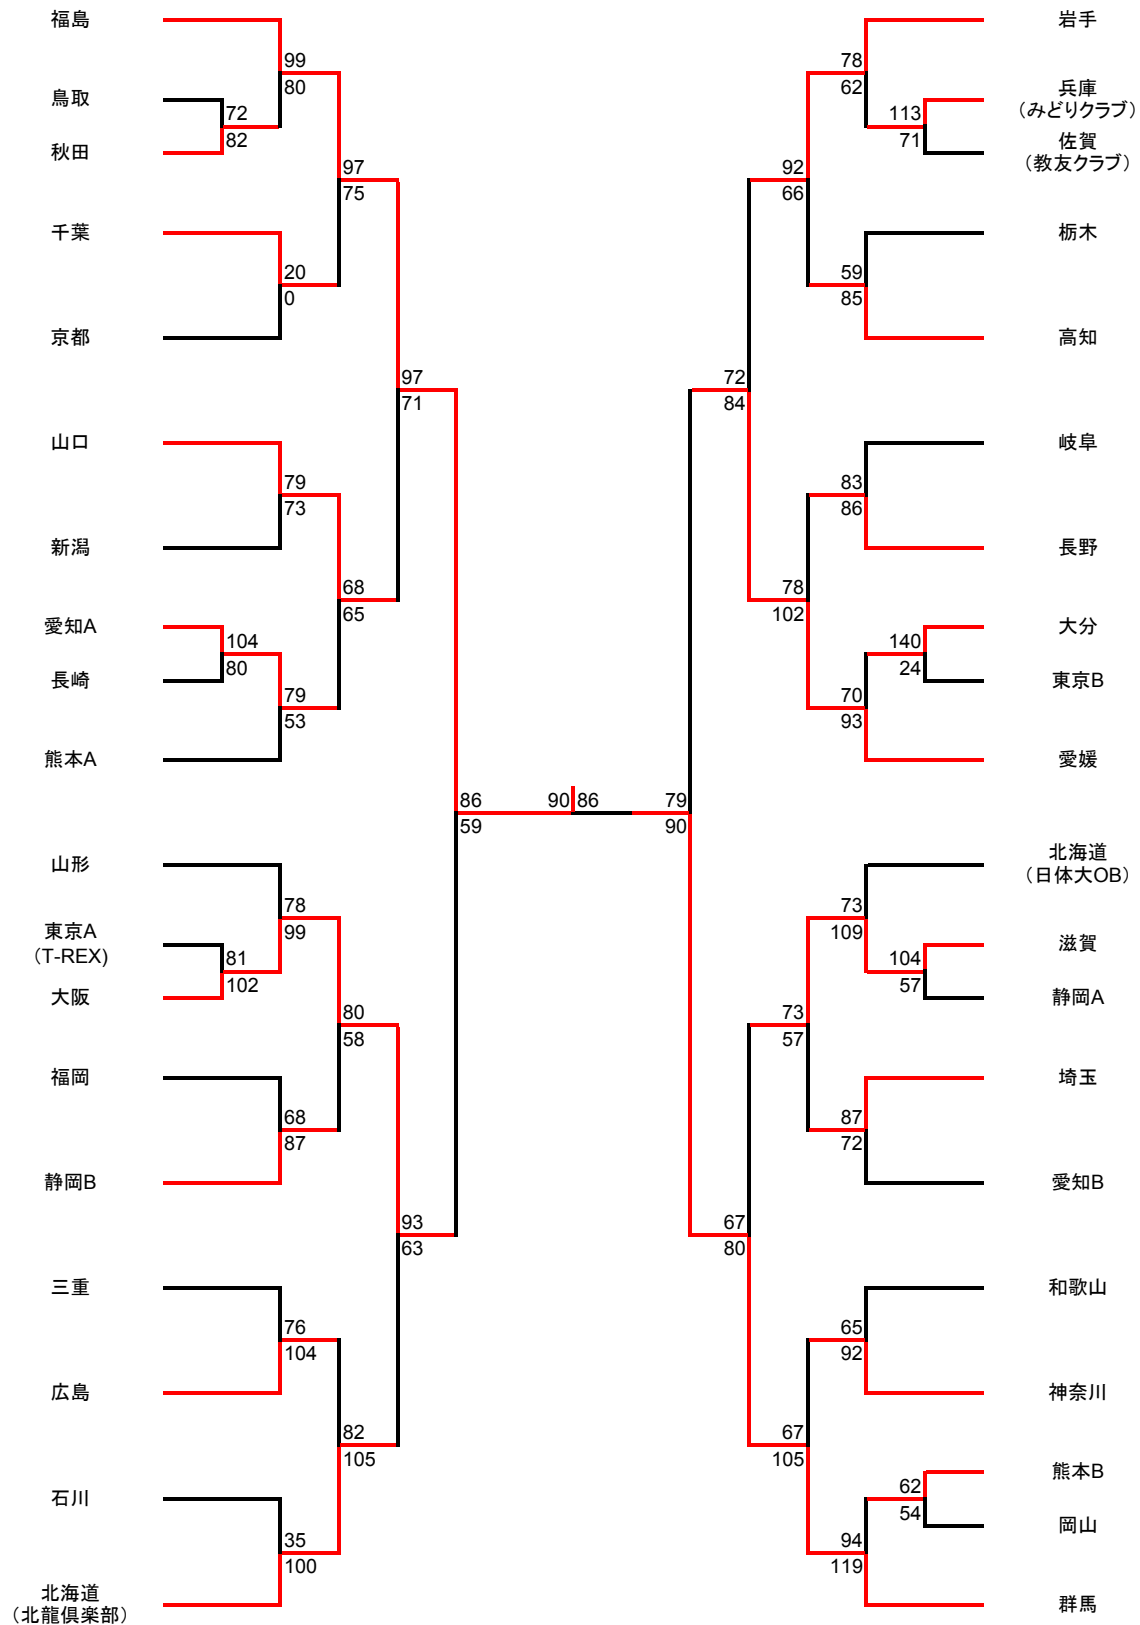 福島
99
80
鳥取
72
82
秋田
97
75
千葉
20
0
京都
97
71
山口
79
73
新潟
68
65
愛知A
104
80
長崎
79
53
熊本A
86
59
山形
78
99
東京A
（T-REX)
81
102
大阪
80
58
福岡
68
87
静岡B
93
63
三重
76
104
広島
82
105
石川
35
100
北海道
（北龍倶楽部）
90
86
岩手
78
62
兵庫
（みどりクラブ）
113
71
佐賀
（教友クラブ）
92
66
栃木
59
85
高知
72
84
岐阜
83
86
長野
78
102
大分
140
24
東京B
70
93
愛媛
79
90
北海道
（日体大OB）
73
109
滋賀
104
57
静岡A
73
57
埼玉
87
72
愛知B
67
80
和歌山
65
92
神奈川
67
105
熊本B
62
54
岡山
94
119
群馬